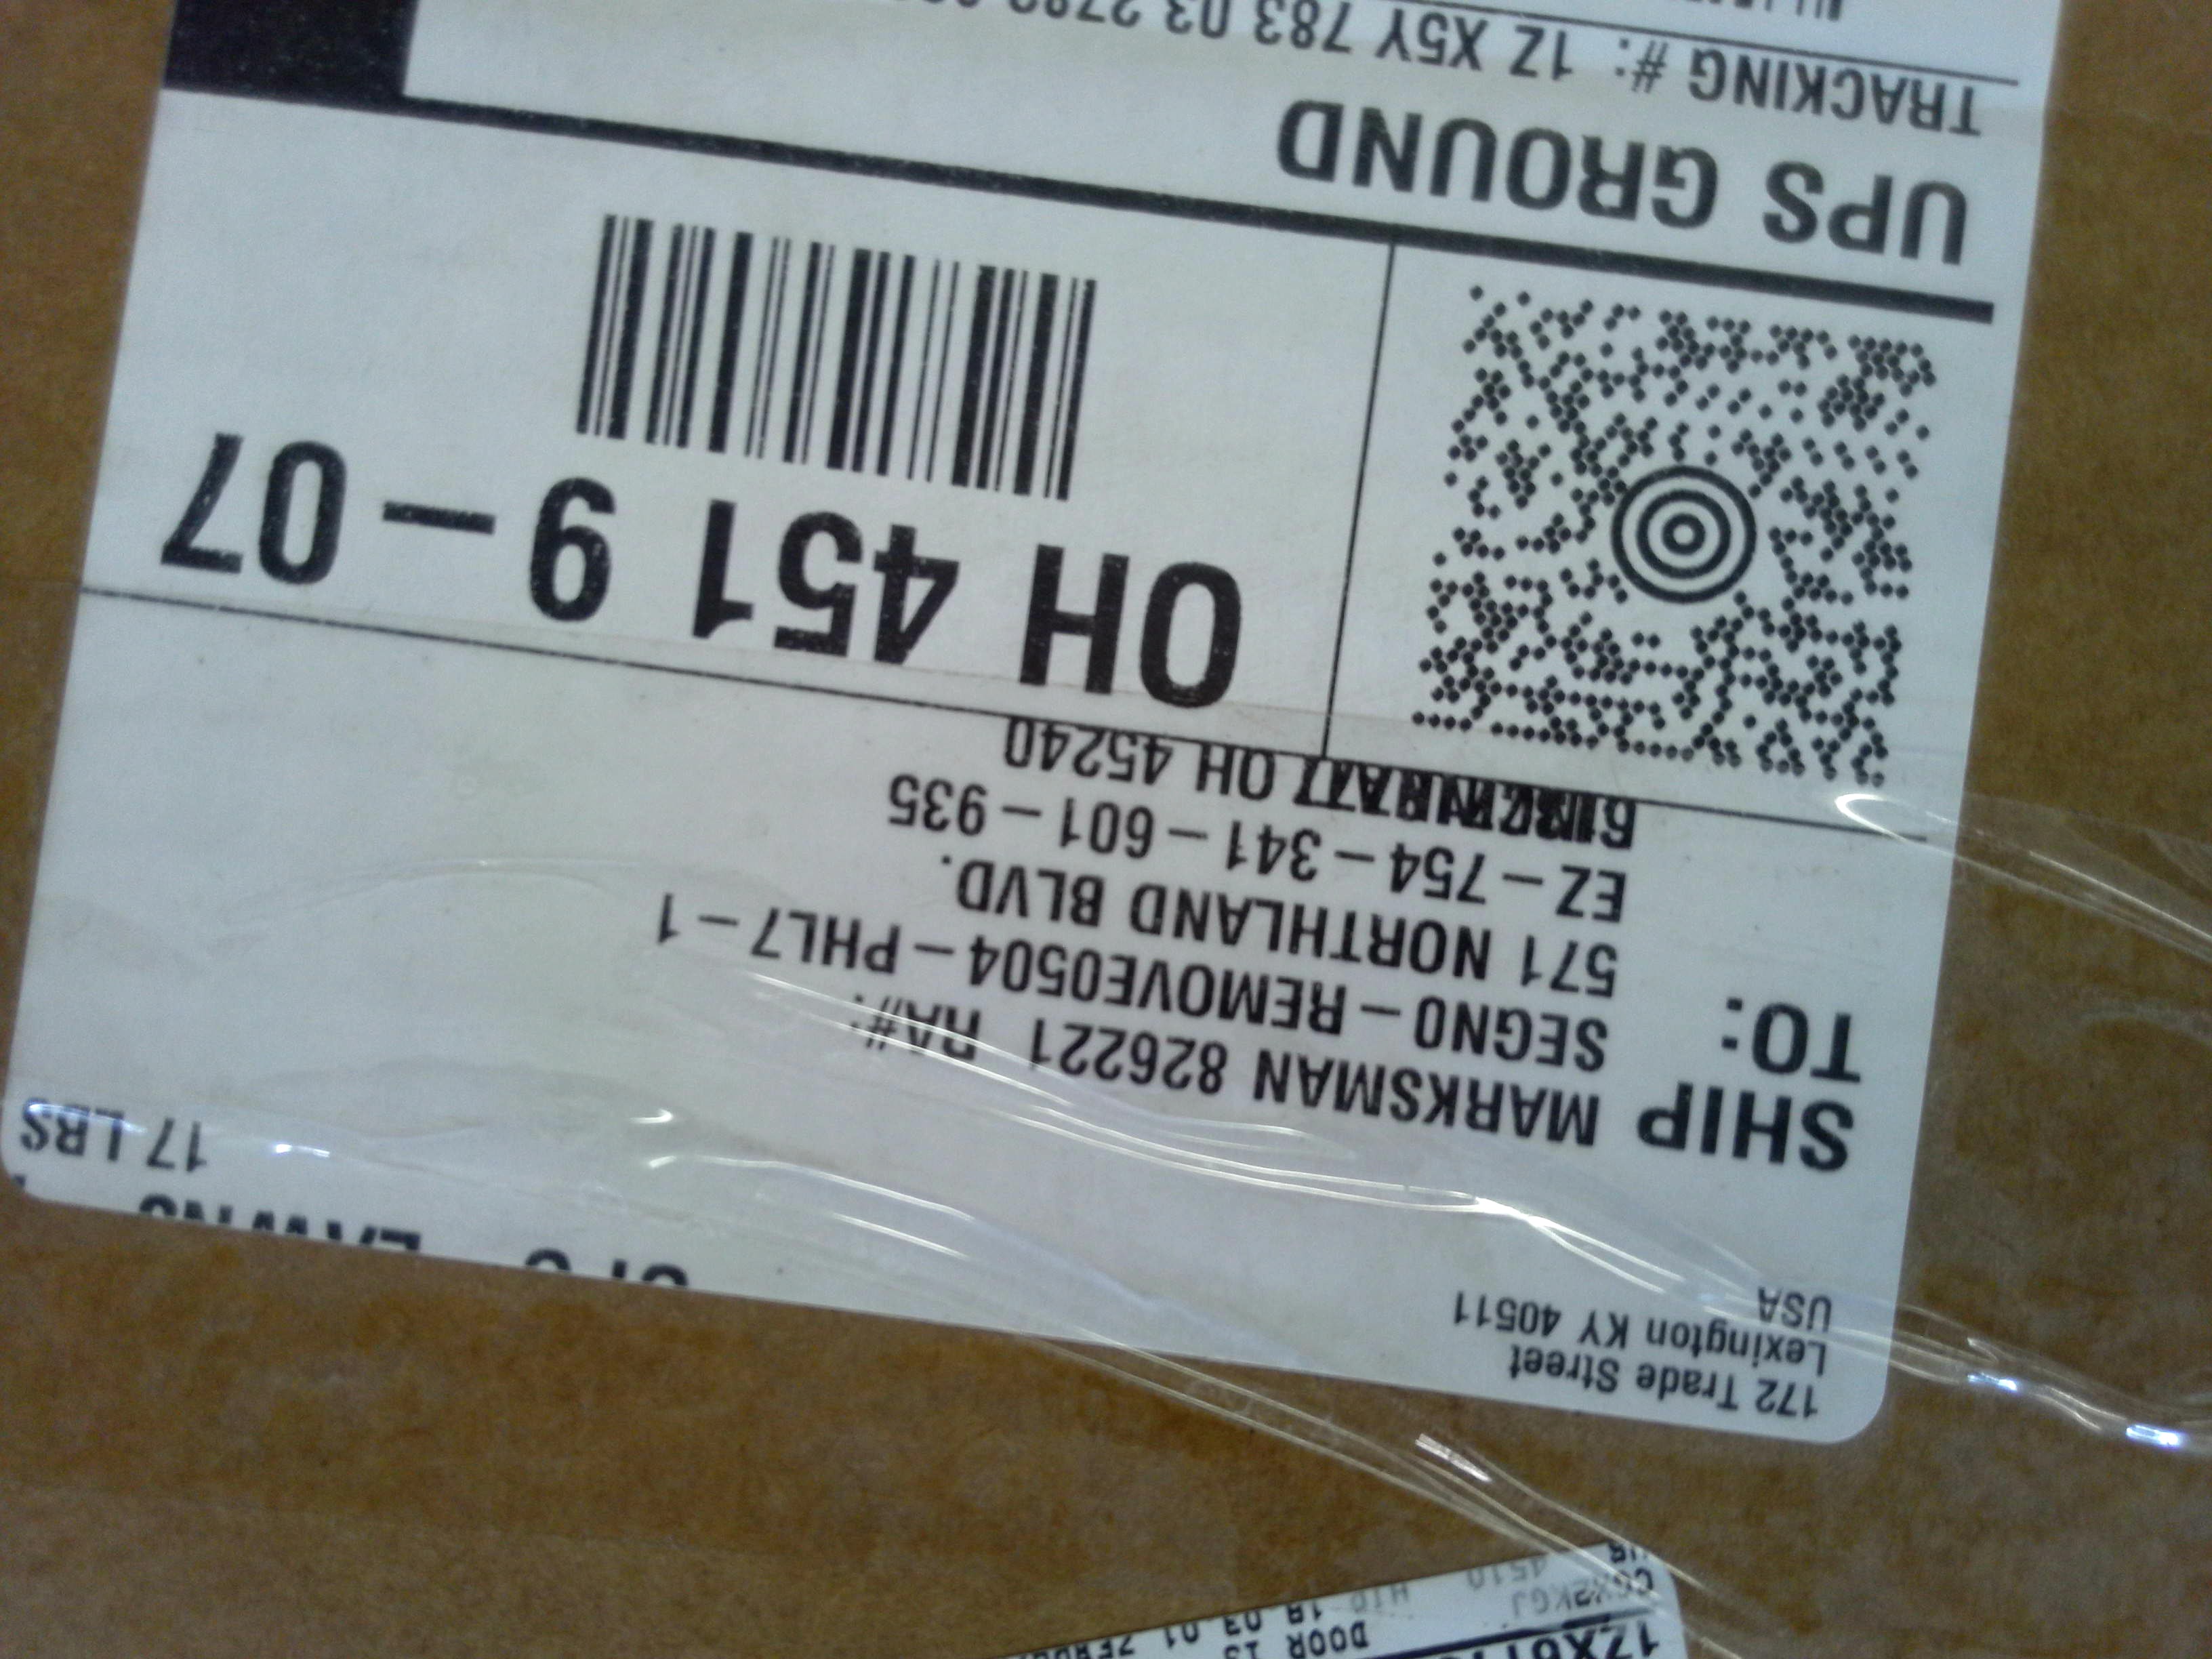 172 Trade Street
Lexington KY 40511
USA
17 LBS
SHIP TO:
MARKSMAN 826221 RA#:
SEGNO-REMOVE0504-PHL7-1
571 NORTHLAND BLVD.
EZ-754-341-601-935
OH 45240
OH 451 9-07
UPS GROUND
TRACKING #: 1Z X5Y 783 03
DOOR